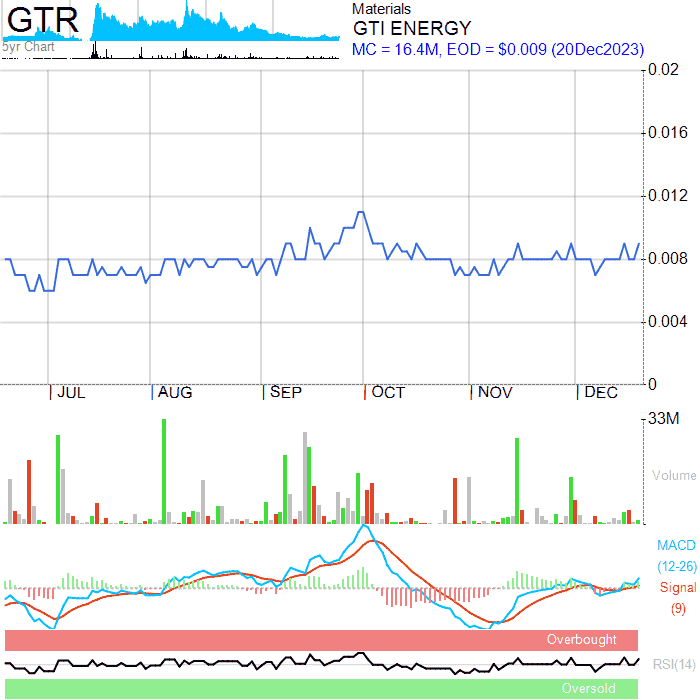 GTR
5yr Chart
Materials
GTI ENERGY
MC = 16.4M, EOD = $0.009 (20Dec2023)
0.02
0.016
0.012
0.008
0.004
0
JUL AUG SEP OCT NOV DEC
33M
Volume
MACD
(12-26)
Signal
(9)
Overbought
RSI(14)
Oversold